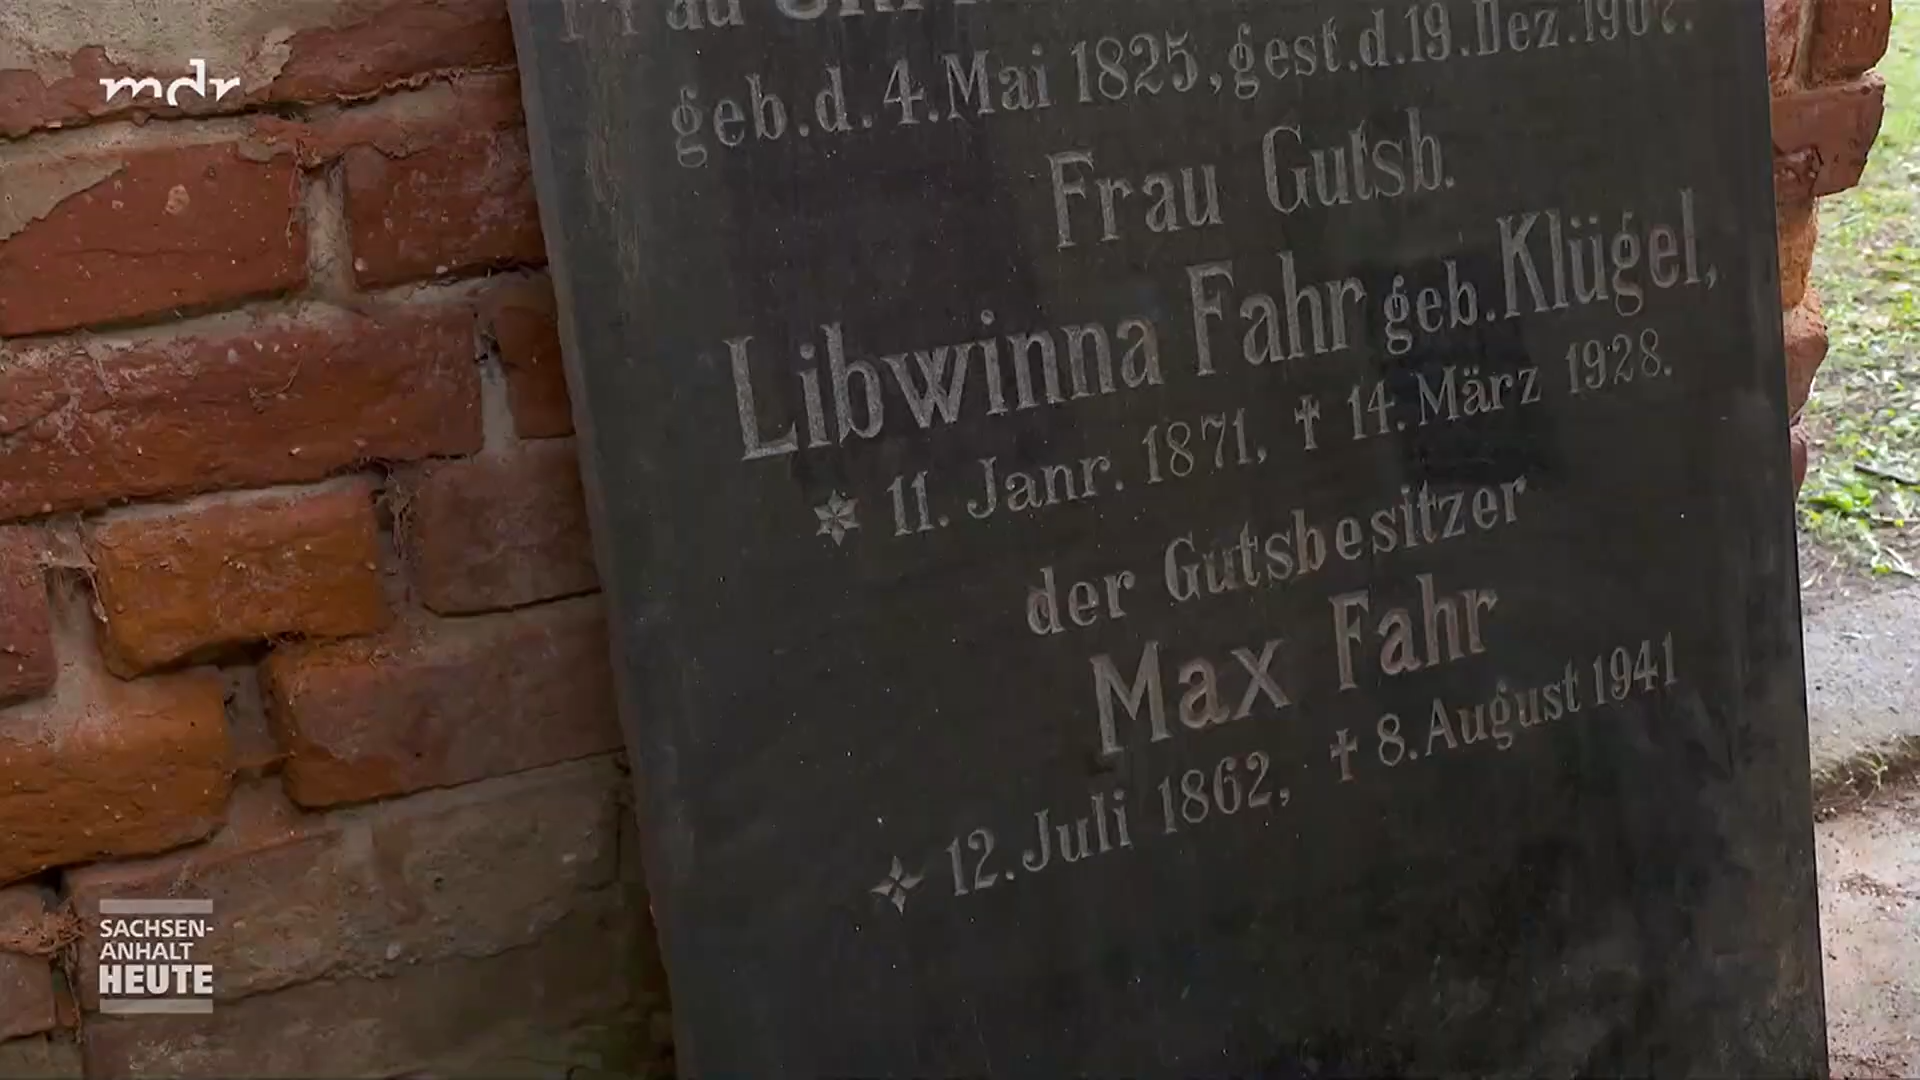 mdr
Frau
geb.d. 4. Mai 1825, gest.d.19. Dez.
Frau Gutsb.
Libwinna Fahr geb. Klügel,
✲ 11. Janr. 1871, † 14. März 1928.
der Gutsbesitzer
Max Fahr
✧ 12. Juli 1862, † 8. August 1941
SACHSEN-
ANHALT
HEUTE